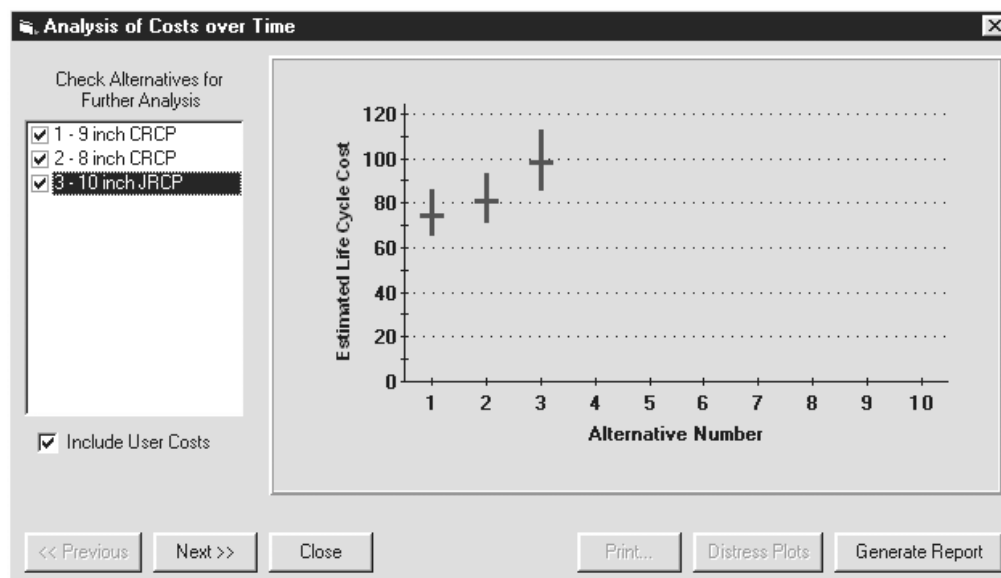 Analysis of Costs over Time
Check Alternatives for
Further Analysis
1 - 9 inch CRCP
2 - 8 inch CRCP
3 - 10 inch JRCP
Include User Costs
Estimated Life Cycle Cost
120
100
80
60
40
20
0
1 2 3 4 5 6 7 8 9 10
Alternative Number
<< Previous
Next >>
Close
Print...
Distress Plots
Generate Report